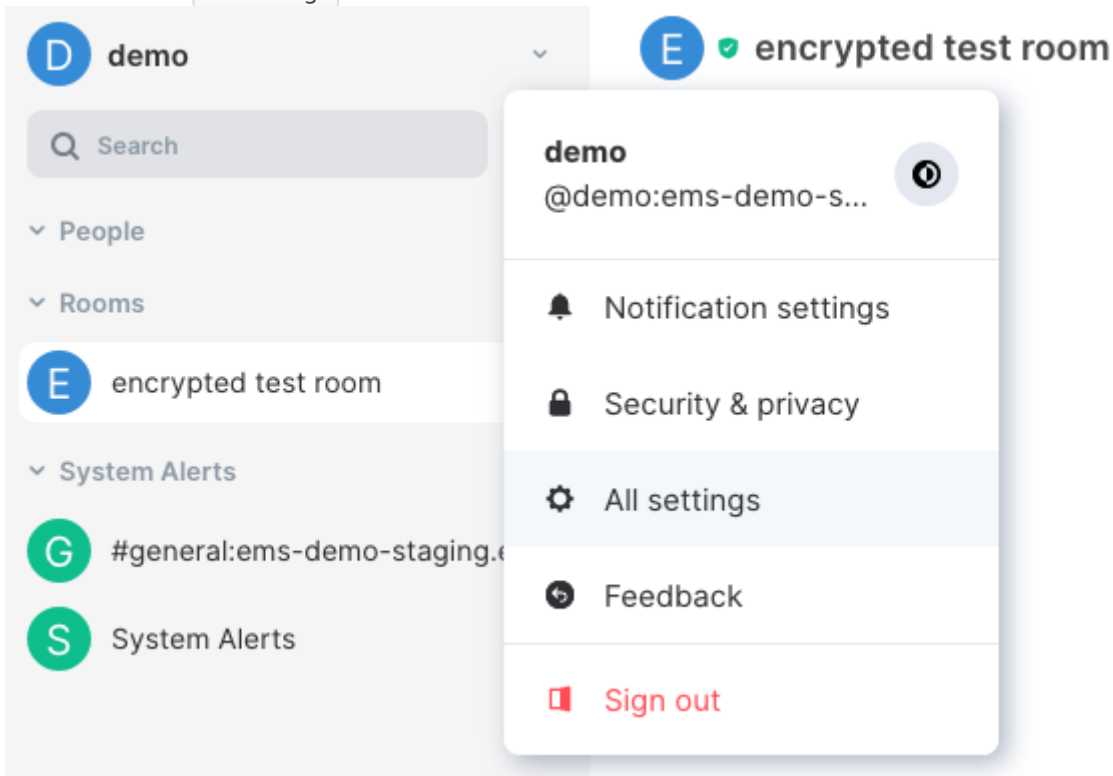 D demo
Search
People
Rooms
E encrypted test room
System Alerts
G #general:ems-demo-staging.
S System Alerts
E encrypted test room
demo
@demo:ems-demo-s...
Notification settings
Security & privacy
All settings
Feedback
Sign out